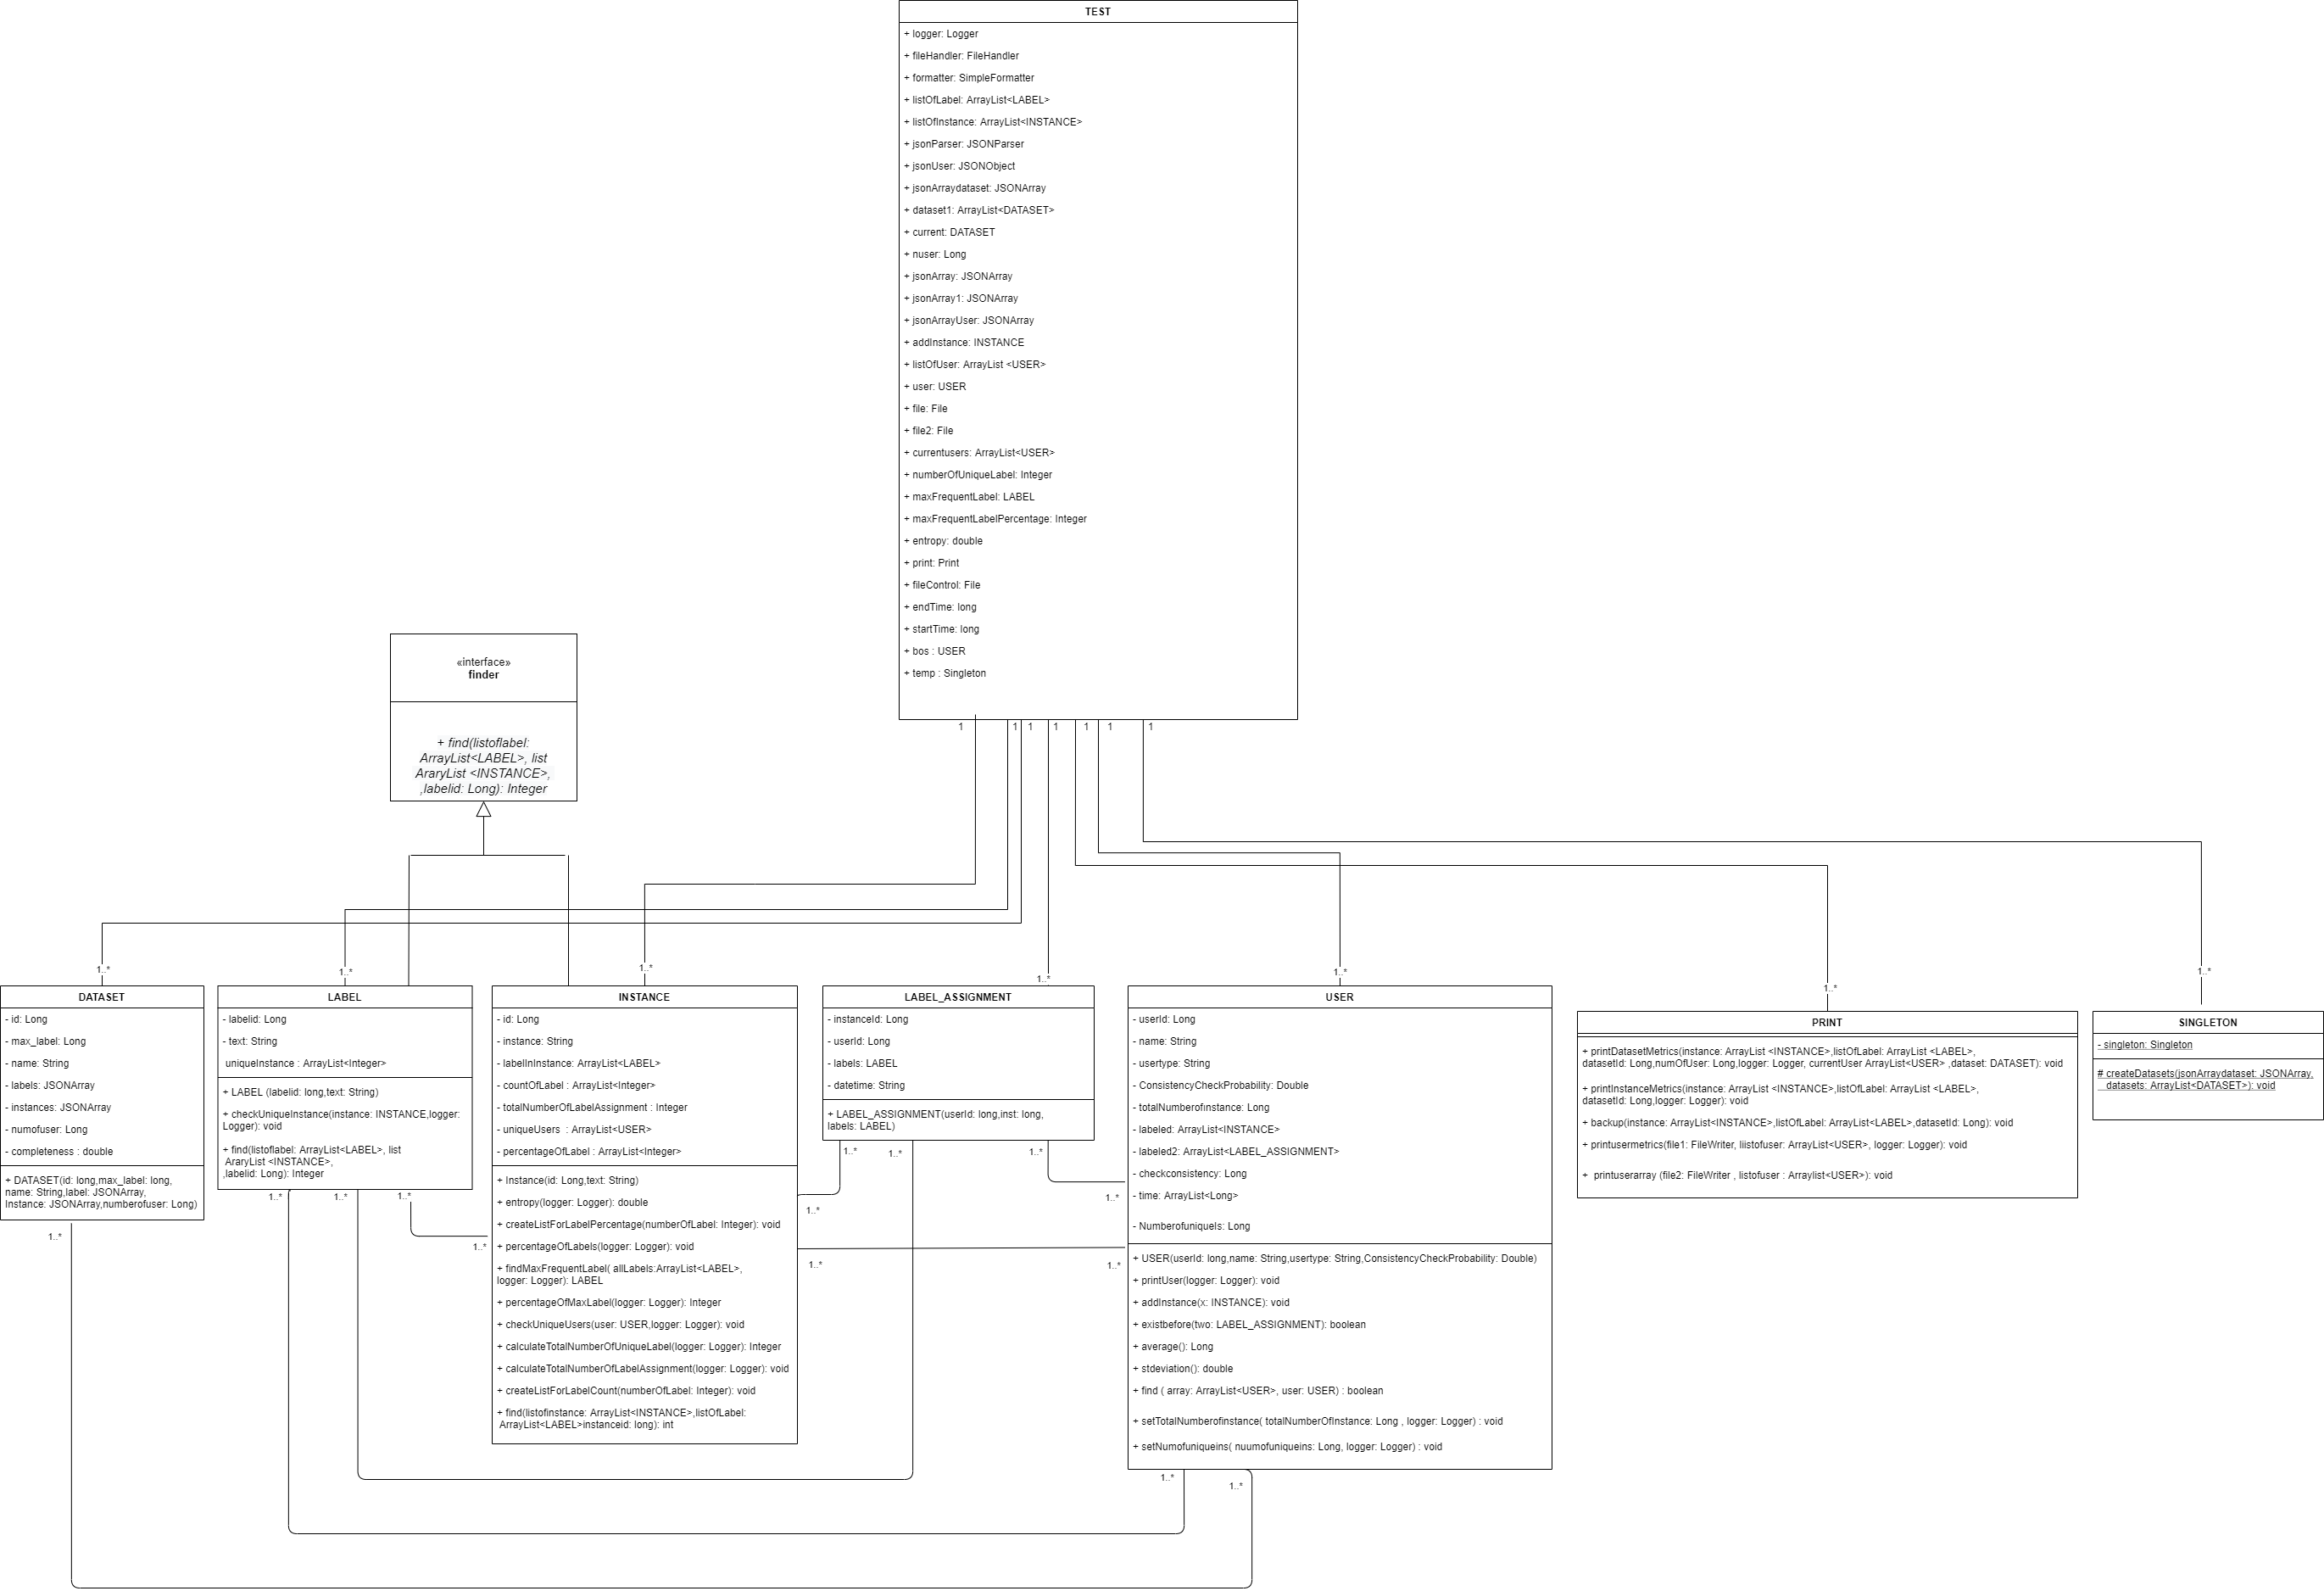 TEST
+ logger: Logger
+ fileHandler: FileHandler
+ formatter: SimpleFormatter
+ listOfLabel: ArrayList<LABEL>
+ listOfInstance: ArrayList<INSTANCE>
+ jsonParser: JSONParser
+ jsonUser: JSONObject
+ jsonArraydataset: JSONArray
+ dataset1: ArrayList<DATASET>
+ current: DATASET
+ nuser: Long
+ jsonArray: JSONArray
+ jsonArray1: JSONArray
+ jsonArrayUser: JSONArray
+ addInstance: INSTANCE
+ listOfUser: ArrayList <USER>
+ user: USER
+ file: File
+ file2: File
+ currentusers: ArrayList<USER>
+ numberOfUniqueLabel: Integer
+ maxFrequentLabel: LABEL
+ maxFrequentLabelPercentage: Integer
+ entropy: double
+ print: Print
+ fileControl: File
+ endTime: long
+ startTime: long
+ bos : USER
+ temp : Singleton
«interface»
finder
+ find(listoflabel:
ArrayList<LABEL>, list
AraryList <INSTANCE>,
,labelid: Long): Integer
1
1
1
1
1
1
1
1..*
1..*
1..*
1..*
1..*
1..*
1..*
DATASET
- id: Long
- max_label: Long
- name: String
- labels: JSONArray
- instances: JSONArray
- numofuser: Long
- completeness : double
+ DATASET(id: long,max_label: long,
name: String,label: JSONArray,
Instance: JSONArray,numberofuser: Long)
1..*
LABEL
- labelid: Long
- text: String
uniqueInstance : ArrayList<Integer>
+ LABEL (labelid: long,text: String)
+ checkUniqueInstance(instance: INSTANCE,logger:
Logger): void
+ find(listoflabel: ArrayList<LABEL>, list
AraryList <INSTANCE>,
,labelid: Long): Integer
1..*
1..*
1..*
1..*
INSTANCE
- id: Long
- instance: String
- labelInInstance: ArrayList<LABEL>
- countOfLabel : ArrayList<Integer>
- totalNumberOfLabelAssignment : Integer
- uniqueUsers : ArrayList<USER>
- percentageOfLabel : ArrayList<Integer>
+ Instance(id: Long,text: String)
+ entropy(logger: Logger): double
+ createListForLabelPercentage(numberOfLabel: Integer): void
+ percentageOfLabels(logger: Logger): void
+ findMaxFrequentLabel( allLabels:ArrayList<LABEL>,
logger: Logger): LABEL
+ percentageOfMaxLabel(logger: Logger): Integer
+ checkUniqueUsers(user: USER,logger: Logger): void
+ calculateTotalNumberOfUniqueLabel(logger: Logger): Integer
+ calculateTotalNumberOfLabelAssignment(logger: Logger): void
+ createListForLabelCount(numberOfLabel: Integer): void
+ find(listofinstance: ArrayList<INSTANCE>,listOfLabel:
ArrayList<LABEL>instanceid: long): int
LABEL_ASSIGNMENT
- instanceId: Long
- userId: Long
- labels: LABEL
- datetime: String
+ LABEL_ASSIGNMENT(userId: long,inst: long,
labels: LABEL)
1..*
1..*
1..*
1..*
1..*
1..*
1..*
USER
- userId: Long
- name: String
- usertype: String
- ConsistencyCheckProbability: Double
- totalNumberofınstance: Long
- labeled: ArrayList<INSTANCE>
- labeled2: ArrayList<LABEL_ASSIGNMENT>
- checkconsistency: Long
- time: ArrayList<Long>
- Numberofuniquels: Long
+ USER(userId: long,name: String,usertype: String,ConsistencyCheckProbability: Double)
+ printUser(logger: Logger): void
+ addInstance(x: INSTANCE): void
+ existbefore(two: LABEL_ASSIGNMENT): boolean
+ average(): Long
+ stdeviation(): double
+ find ( array: ArrayList<USER>, user: USER) : boolean
+ setTotalNumberofinstance( totalNumberOfInstance: Long , logger: Logger) : void
+ setNumofuniqueins( nuumofuniqueins: Long, logger: Logger) : void
1..*
1..*
PRINT
+ printDatasetMetrics(instance: ArrayList <INSTANCE>,listOfLabel: ArrayList <LABEL>,
datasetId: Long,numOfUser: Long,logger: Logger, currentUser ArrayList<USER> ,dataset: DATASET): void
+ printInstanceMetrics(instance: ArrayList <INSTANCE>,listOfLabel: ArrayList <LABEL>,
datasetId: Long,logger: Logger): void
+ backup(instance: ArrayList<INSTANCE>,listOfLabel: ArrayList<LABEL>,datasetId: Long): void
+ printusermetrics(file1: FileWriter, liistofuser: ArrayList<USER>, logger: Logger): void
+ printuserarray (file2: FileWriter , listofuser : Arraylist<USER>): void
SINGLETON
- singleton: Singleton
# createDatasets(jsonArraydataset: JSONArray,
datasets: ArrayList<DATASET>): void